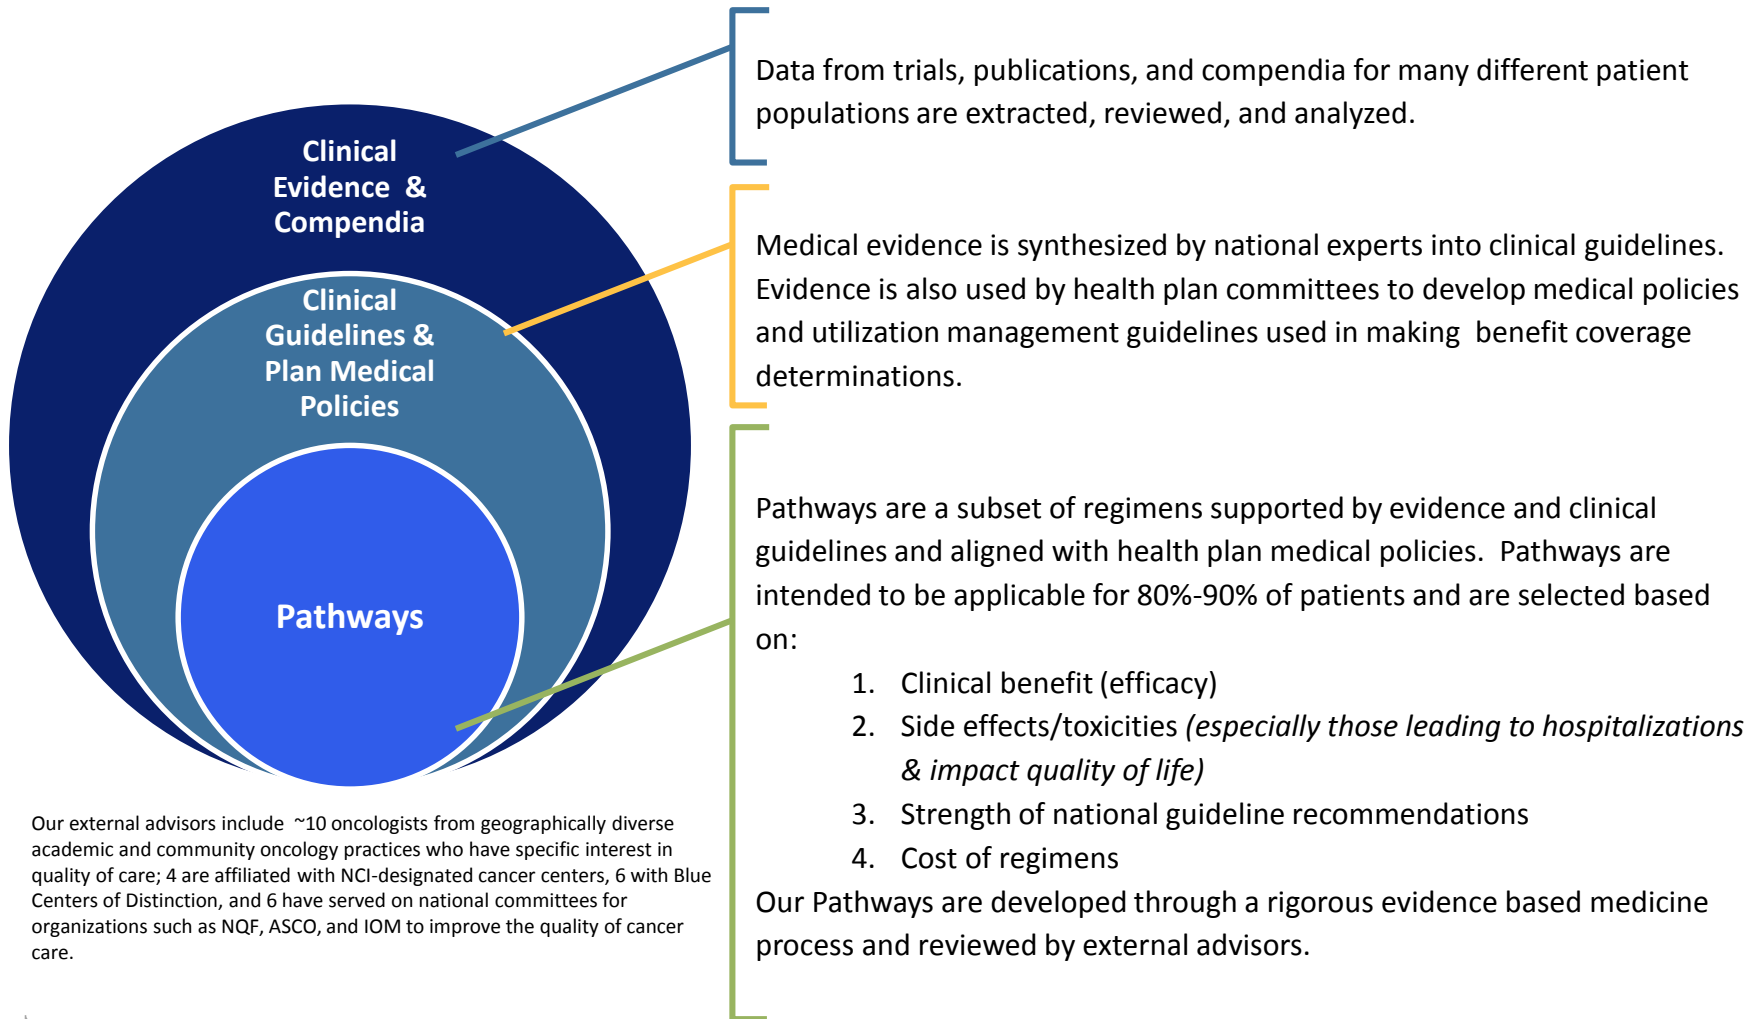 Clinical
Evidence & 
Compendia
Clinical
Guidelines &
Plan Medical
Policies
Pathways
Our external advisors include ~10 oncologists from geographically diverse
academic and community oncology practices who have specific interest in
quality of care; 4 are affiliated with NCI-designated cancer centers, 6 with Blue
Centers of Distinction, and 6 have served on national committees for
organizations such as NQF, ASCO, and IOM to improve the quality of cancer
care.
Data from trials, publications, and compendia for many different patient
populations are extracted, reviewed, and analyzed.
Medical evidence is synthesized by national experts into clinical guidelines.
Evidence is also used by health plan committees to develop medical policies
and utilization management guidelines used in making benefit coverage
determinations.
Pathways are a subset of regimens supported by evidence and clinical
guidelines and aligned with health plan medical policies. Pathways are
intended to be applicable for 80%-90% of patients and are selected based
on:
1. Clinical benefit (efficacy)
2. Side effects/toxicities (especially those leading to hospitalizations
& impact quality of life)
3. Strength of national guideline recommendations
4. Cost of regimens
Our Pathways are developed through a rigorous evidence based medicine
process and reviewed by external advisors.